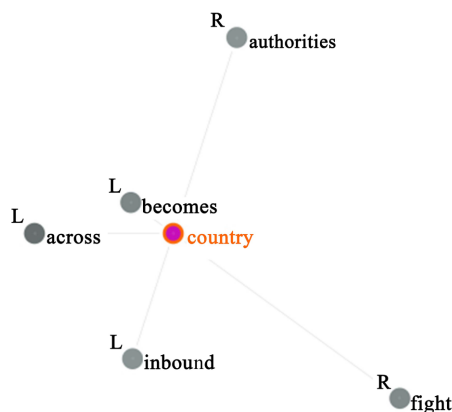 R
authorities
L
becomes
L
across
country
L
inbound
R
fight